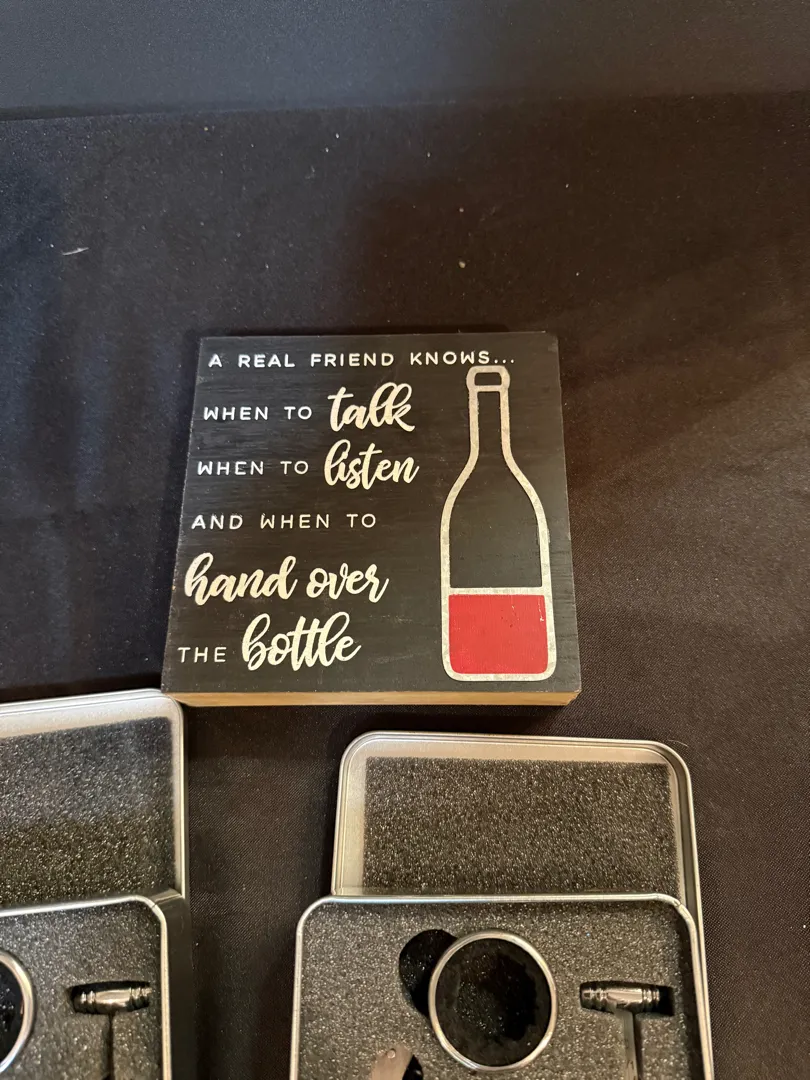 A REAL FRIEND KNOWS...
WHEN TO talk
WHEN TO listen
AND WHEN TO
hand over
THE bottle